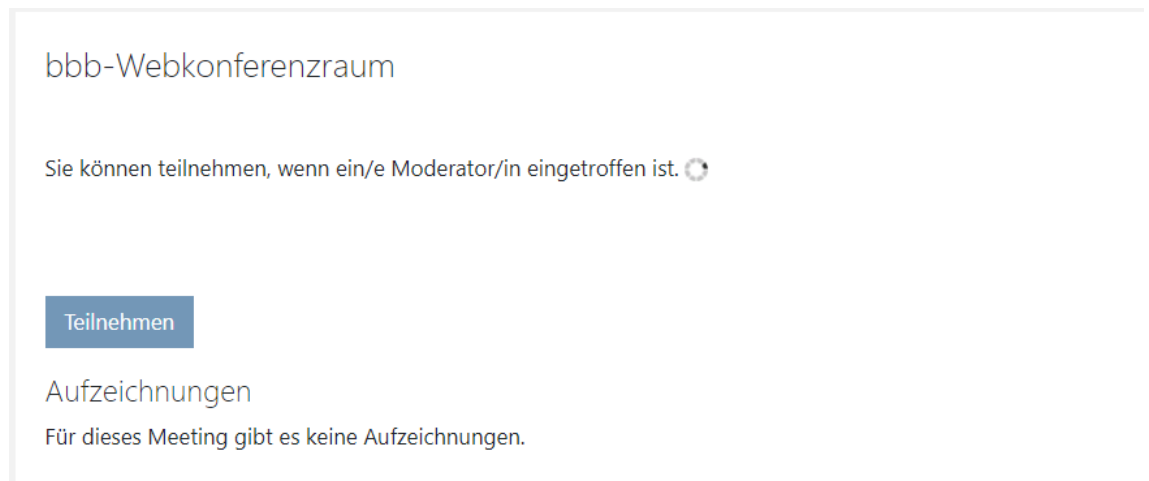 bbb-Webkonferenzraum
Sie können teilnehmen, wenn ein/e Moderator/in eingetroffen ist.
Teilnehmen
Aufzeichnungen
Für dieses Meeting gibt es keine Aufzeichnungen.